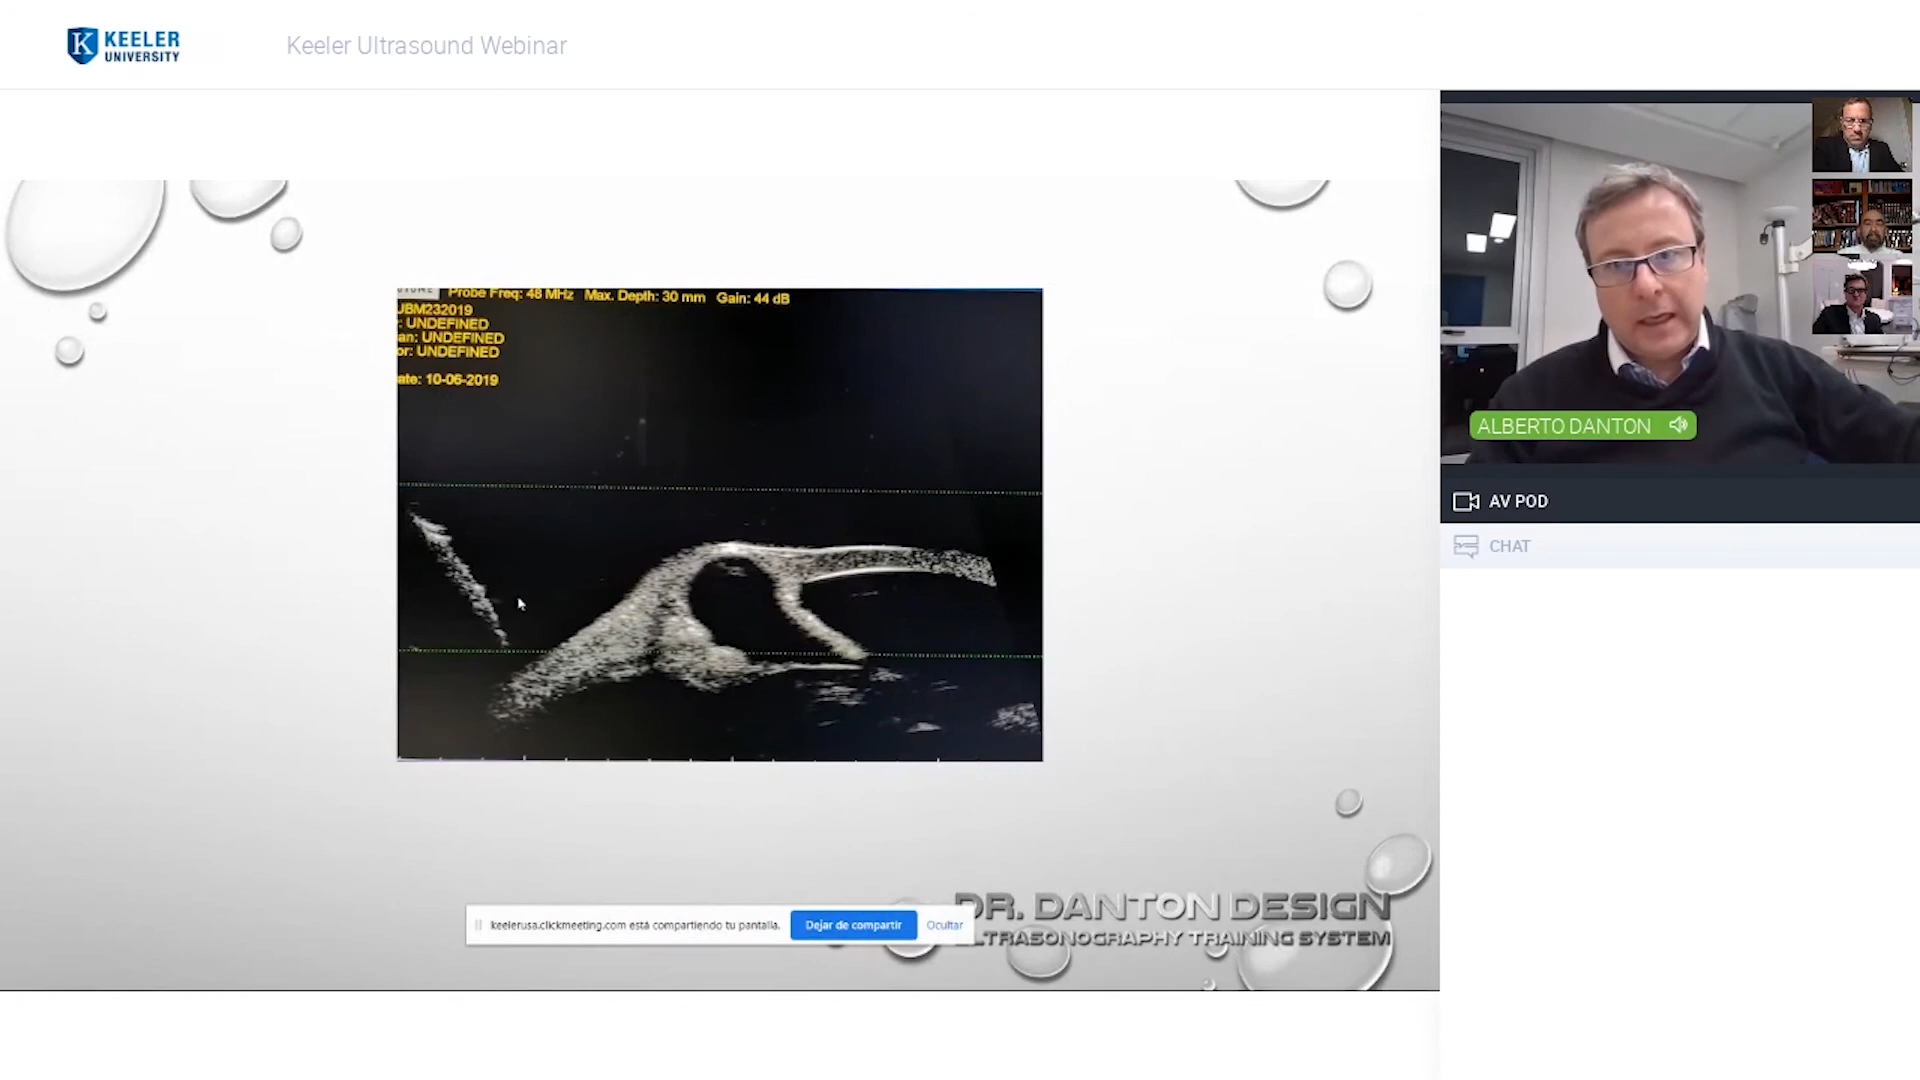 KEELER
UNIVERSITY
Keeler Ultrasound Webinar
Probe Freq: 48 MHz Max. Depth: 30 mm Gain: 44 dB
UBM232019
: UNDEFINED
an: UNDEFINED
or: UNDEFINED
ate: 10-06-2019
ALBERTO DANTON
AV POD
CHAT
DR. DANTON DESIGN
LTRASONOGRAPHY TRAINING SYSTEM
keelerusa.clickmeeting.com está compartiendo tu pantalla.
Dejar de compartir
Ocultar